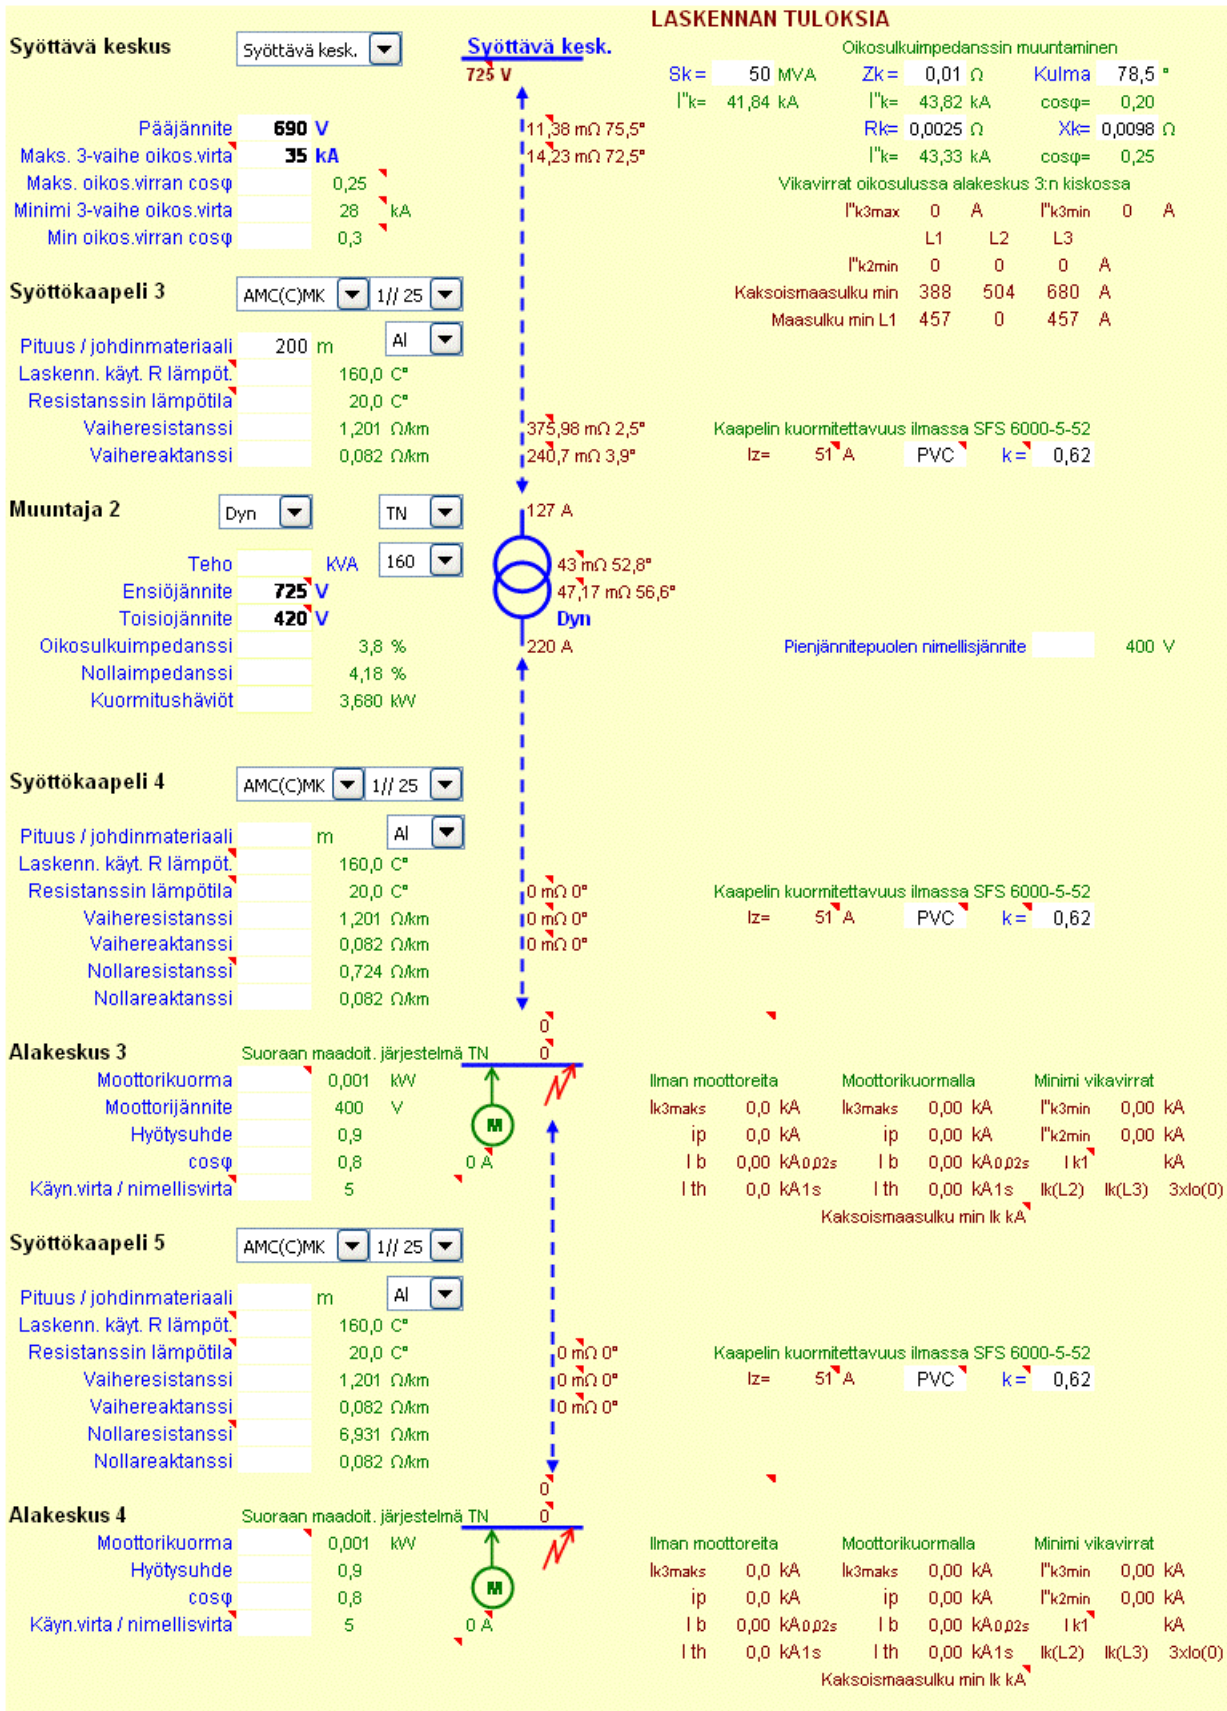 LASKENNAN TULOKSIA
Syöttävä keskus Syöttävä kesk. Syöttävä kesk. Oikosulkuimpedanssin muuntaminen
725 V Sk = 50 MVA Zk = 0,01 Ω Kulma 78,5 °
I"k= 41,84 kA I"k= 43,82 kA cosφ= 0,20
Pääjännite 690 V 11,38 mΩ 75,5° Rk= 0,0025 Ω Xk= 0,0098 Ω
Maks. 3-vaihe oikos.virta 35 kA 14,23 mΩ 72,5° I"k= 43,33 kA cosφ= 0,25
Maks. oikos.virran cosφ 0,25 Vikavirrat oikosulussa alakeskus 3:n kiskossa
Minimi 3-vaihe oikos.virta 28 kA I"k3max 0 A I"k3min 0 A
Min oikos.virran cosφ 0,3 L1 L2 L3
I"k2min 0 0 0 A
Syöttökaapeli 3 AMC(C)MK 1// 25 Kaksoismaasulku min 388 504 680 A
Maasulku min L1 457 0 457 A
Pituus / johdinmateriaali 200 m Al
Laskenn. käyt. R lämpöt. 160,0 C°
Resistanssin lämpötila 20,0 C°
Vaiheresistanssi 1,201 Ω/km 375,98 mΩ 2,5° Kaapelin kuormitettavuus ilmassa SFS 6000-5-52
Vaihereaktanssi 0,082 Ω/km 240,7 mΩ 3,9° Iz= 51 A PVC k = 0,62
Muuntaja 2 Dyn TN 127 A
Teho kVA 160 43 mΩ 52,8°
Ensiöjännite 725 V 47,17 mΩ 56,6°
Toisiojännite 420 V Dyn
Oikosulkuimpedanssi 3,8 % 220 A Pienjännitepuolen nimellisjännite 400 V
Nollaimpedanssi 4,18 %
Kuormitushäviöt 3,680 kW
Syöttökaapeli 4 AMC(C)MK 1// 25
Pituus / johdinmateriaali m Al
Laskenn. käyt. R lämpöt. 160,0 C°
Resistanssin lämpötila 20,0 C° 0 mΩ 0° Kaapelin kuormitettavuus ilmassa SFS 6000-5-52
Vaiheresistanssi 1,201 Ω/km 0 mΩ 0° Iz= 51 A PVC k = 0,62
Vaihereaktanssi 0,082 Ω/km 0 mΩ 0°
Nollaresistanssi 0,724 Ω/km
Nollareaktanssi 0,082 Ω/km
0
Alakeskus 3 Suoraan maadoit. järjestelmä TN 0
Moottorikuorma 0,001 kW Ilman moottoreita Moottorikuormalla Minimi vikavirrat
Moottorijännite 400 V Ik3maks 0,0 kA Ik3maks 0,00 kA I"k3min 0,00 kA
Hyötysuhde 0,9 M ip 0,0 kA ip 0,00 kA I"k2min 0,00 kA
cosφ 0,8 0 A I b 0,00 kA0,02s I b 0,00 kA0,02s I k1 kA
Käyn.virta / nimellisvirta 5 I th 0,0 kA1s I th 0,00 kA1s Ik(L2) Ik(L3) 3xIo(0)
Kaksoismaasulku min Ik kA
Syöttökaapeli 5 AMC(C)MK 1// 25
Pituus / johdinmateriaali m Al
Laskenn. käyt. R lämpöt. 160,0 C°
Resistanssin lämpötila 20,0 C° 0 mΩ 0° Kaapelin kuormitettavuus ilmassa SFS 6000-5-52
Vaiheresistanssi 1,201 Ω/km 0 mΩ 0° Iz= 51 A PVC k = 0,62
Vaihereaktanssi 0,082 Ω/km 0 mΩ 0°
Nollaresistanssi 6,931 Ω/km
Nollareaktanssi 0,082 Ω/km
0
Alakeskus 4 Suoraan maadoit. järjestelmä TN 0
Moottorikuorma 0,001 kW Ilman moottoreita Moottorikuormalla Minimi vikavirrat
Hyötysuhde 0,9 Ik3maks 0,0 kA Ik3maks 0,00 kA I"k3min 0,00 kA
cosφ 0,8 M ip 0,0 kA ip 0,00 kA I"k2min 0,00 kA
Käyn.virta / nimellisvirta 5 0 A I b 0,00 kA0,02s I b 0,00 kA0,02s I k1 kA
I th 0,0 kA1s I th 0,00 kA1s Ik(L2) Ik(L3) 3xIo(0)
Kaksoismaasulku min Ik kA